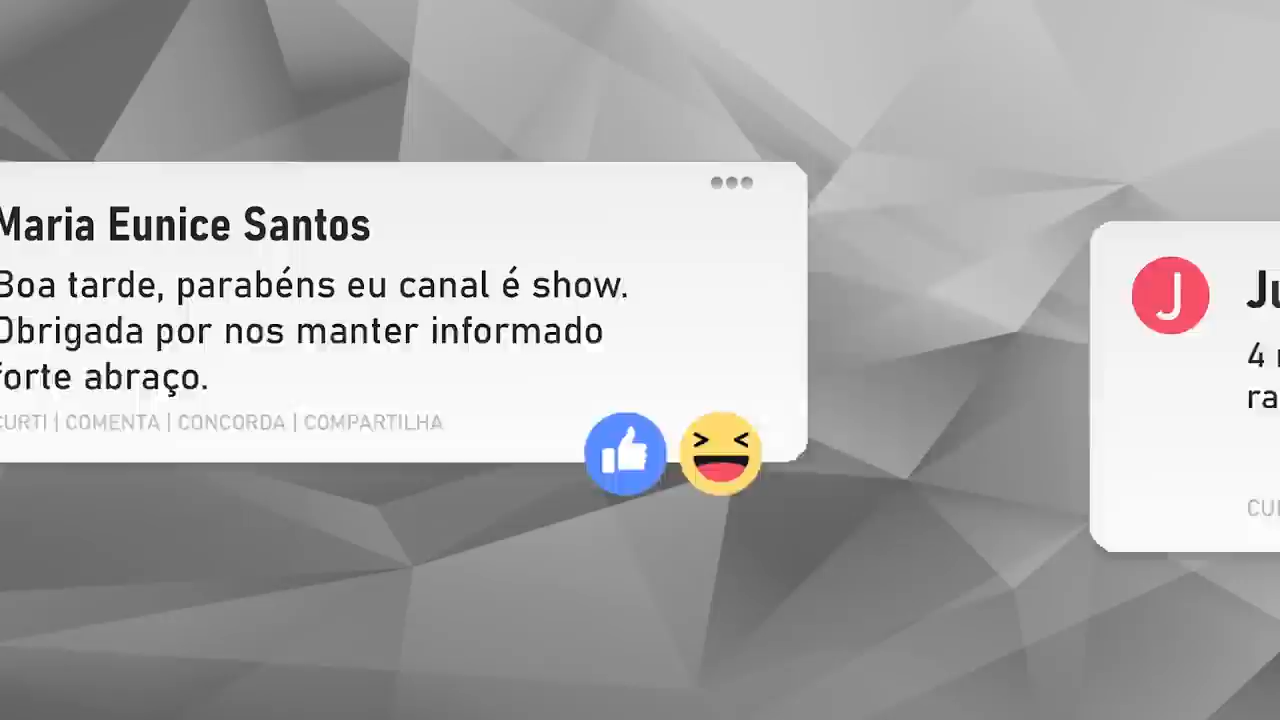 Maria Eunice Santos
Boa tarde, parabéns eu canal é show.
Obrigada por nos manter informado
forte abraço.
CURTI | COMENTA | CONCORDA | COMPARTILHA
J
4